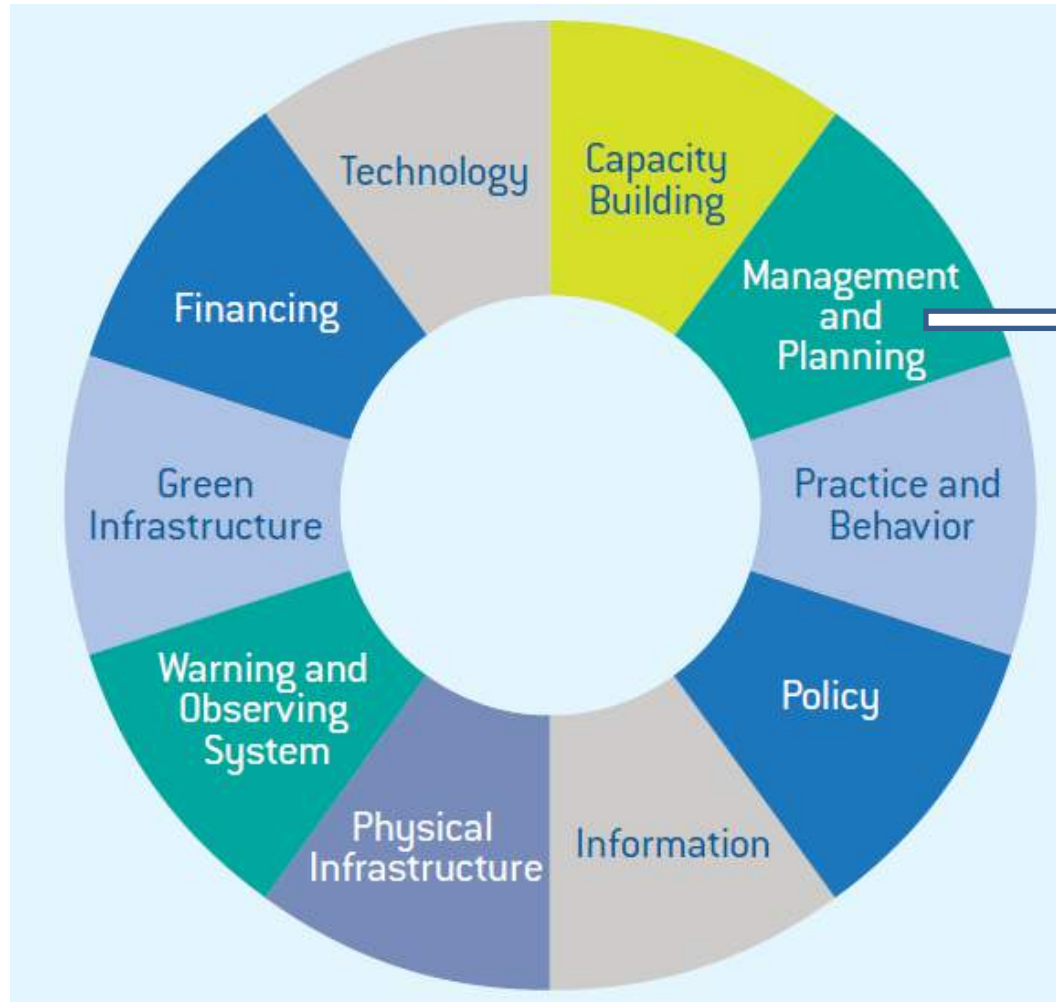 Technology
Capacity
Building
Management
and
Planning
Financing
Green
Infrastructure
Practice and
Behavior
Warning and
Observing
System
Policy
Physical
Infrastructure
Information